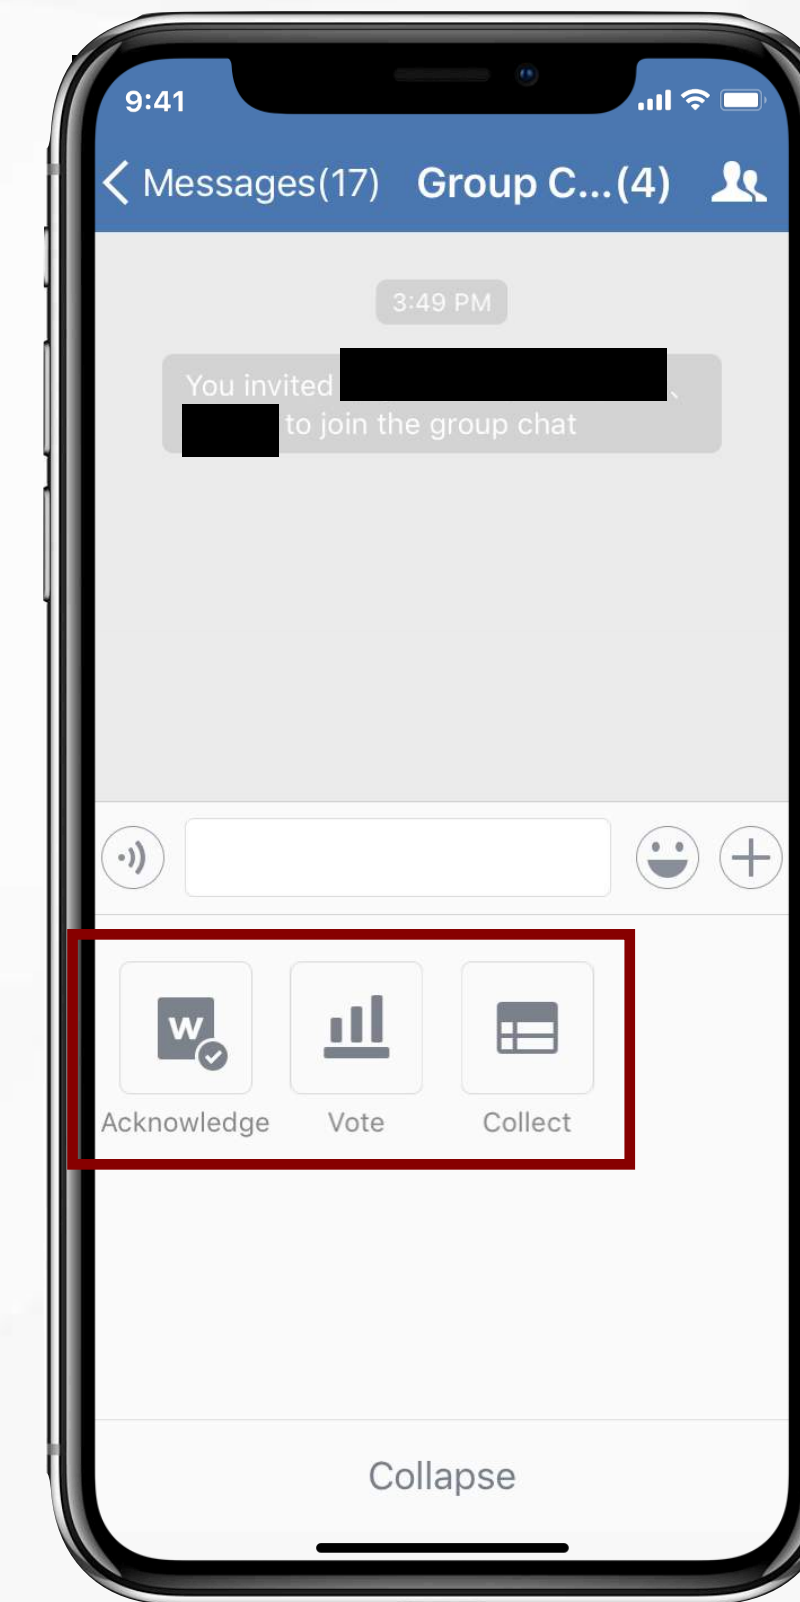 9:41
Messages(17) Group C...(4)
3:49 PM
You invited 、
to join the group chat
W
Acknowledge Vote Collect
Collapse